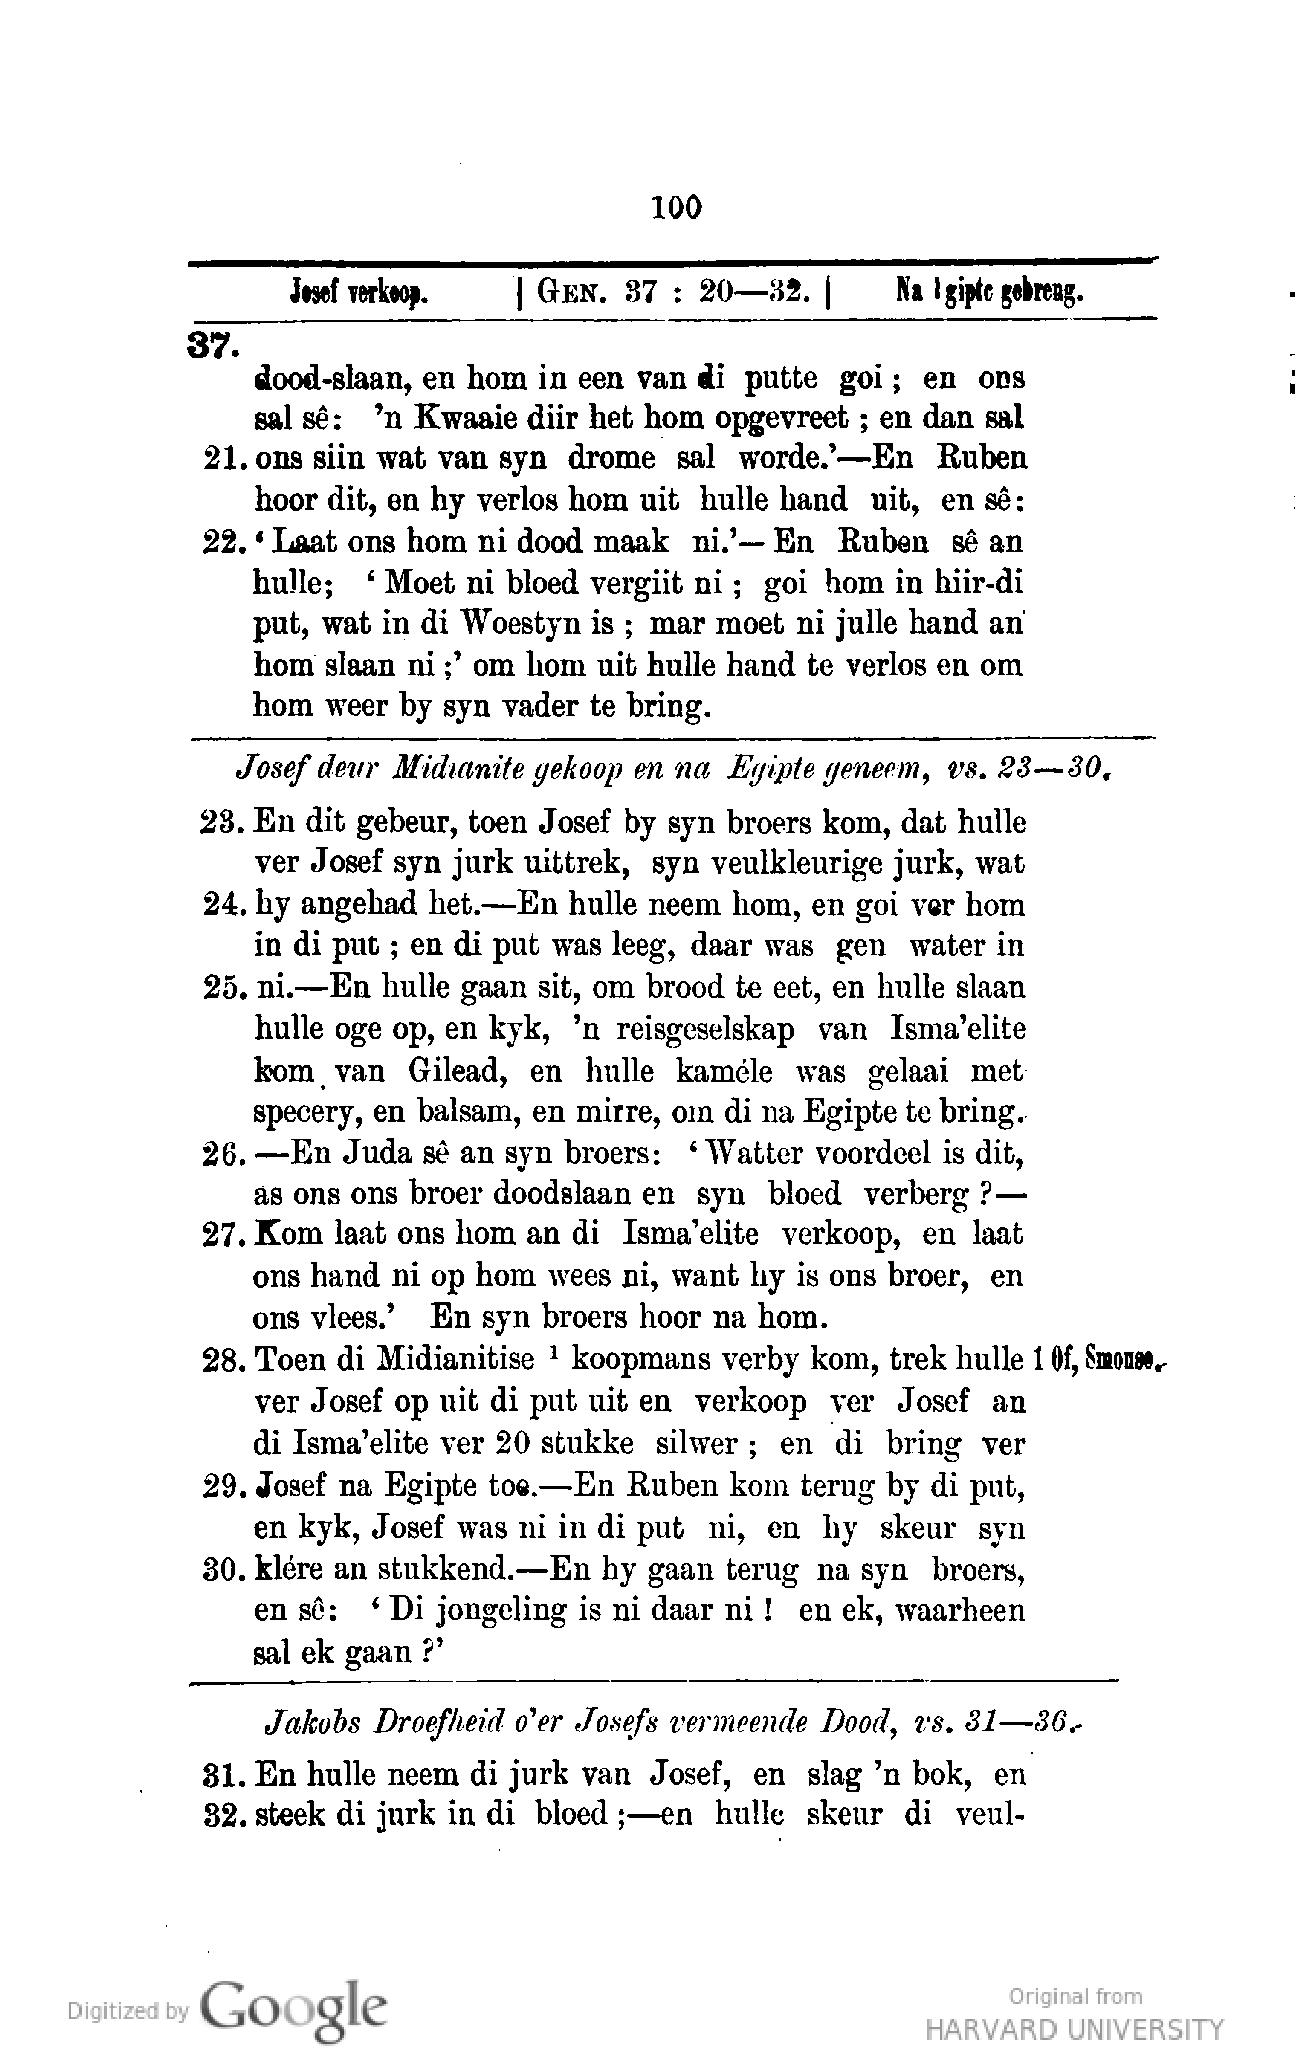 100
Josef verkoop. | GEN. 37 : 20—32. | Na Egipte gebreng.
37.
dood-slaan, en hom in een van di putte goi ; en ons
sal sê: ’n Kwaaie diir het hom opgevreet ; en dan sal
21. ons siin wat van syn drome sal worde.’—En Ruben
hoor dit, en hy verlos hom uit hulle hand uit, en sê:
22. ‘ Laat ons hom ni dood maak ni.’—En Ruben sê an
hulle; ‘ Moet ni bloed vergiit ni ; goi hom in hiir-di
put, wat in di Woestyn is ; mar moet ni julle hand an
hom slaan ni ;’ om hom uit hulle hand te verlos en om
hom weer by syn vader te bring.
Josef deur Midianite gekoop en na Egipte geneem, vs. 23—30.
23. En dit gebeur, toen Josef by syn broers kom, dat hulle
ver Josef syn jurk uittrek, syn veulkleurige jurk, wat
24. hy angehad het.—En hulle neem hom, en goi ver hom
in di put ; en di put was leeg, daar was gen water in
25. ni.—En hulle gaan sit, om brood te eet, en hulle slaan
hulle oge op, en kyk, ’n reisgeselskap van Isma’elite
kom van Gilead, en hulle kaméle was gelaai met
specery, en balsam, en mirre, om di na Egipte te bring.
26. —En Juda sê an syn broers: ‘ Watter voordeel is dit,
as ons ons broer doodslaan en syn bloed verberg ?—
27. Kom laat ons hom an di Isma’elite verkoop, en laat
ons hand ni op hom wees ni, want hy is ons broer, en
ons vlees.’ En syn broers hoor na hom.
28. Toen di Midianitise ¹ koopmans verby kom, trek hulle 1 Of, Smouse.
ver Josef op uit di put uit en verkoop ver Josef an
di Isma’elite ver 20 stukke silwer ; en di bring ver
29. Josef na Egipte toe.—En Ruben kom terug by di put,
en kyk, Josef was ni in di put ni, en hy skeur syn
30. klére an stukkend.—En hy gaan terug na syn broers,
en sê: ‘ Di jongeling is ni daar ni ! en ek, waarheen
sal ek gaan ?’
Jakobs Droefheid o’er Josefs vermeende Dood, vs. 31—36.
31. En hulle neem di jurk van Josef, en slag ’n bok, en
32. steek di jurk in di bloed ;—en hulle skeur di veul-
Digitized by Google
Original from
HARVARD UNIVERSITY